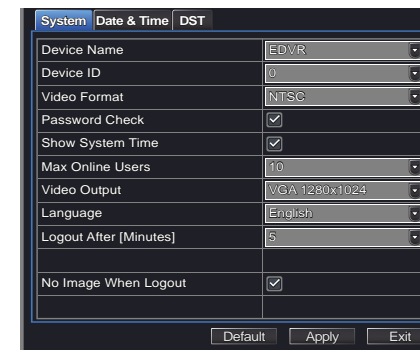 System Date & Time DST
Device Name EDVR
Device ID 0
Video Format NTSC
Password Check
Show System Time
Max Online Users 10
Video Output VGA 1280x1024
Language English
Logout After [Minutes] 5
No Image When Logout
Default Apply Exit